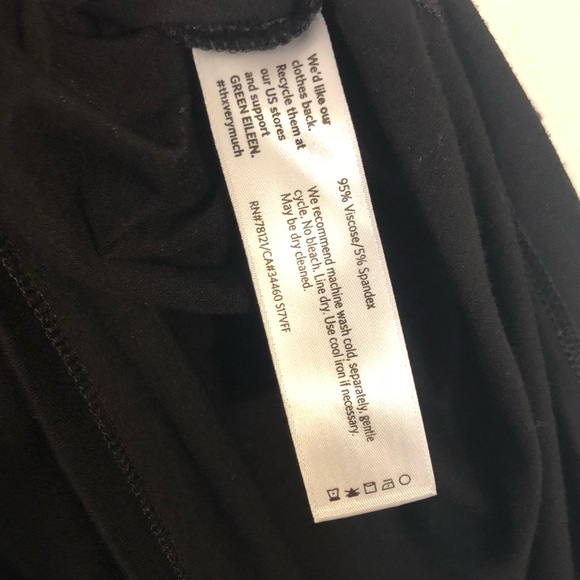 We'd like our
clothes back.
Recycle them at
our US stores
and support
GREEN EILEEN.
#thxverymuch
95% Viscose/5% Spandex
We recommend machine wash cold, separately, gentle
cycle. No bleach. Line dry. Use cool iron if necessary.
May be dry cleaned.
RN#78121/CA#34460 S17VFF